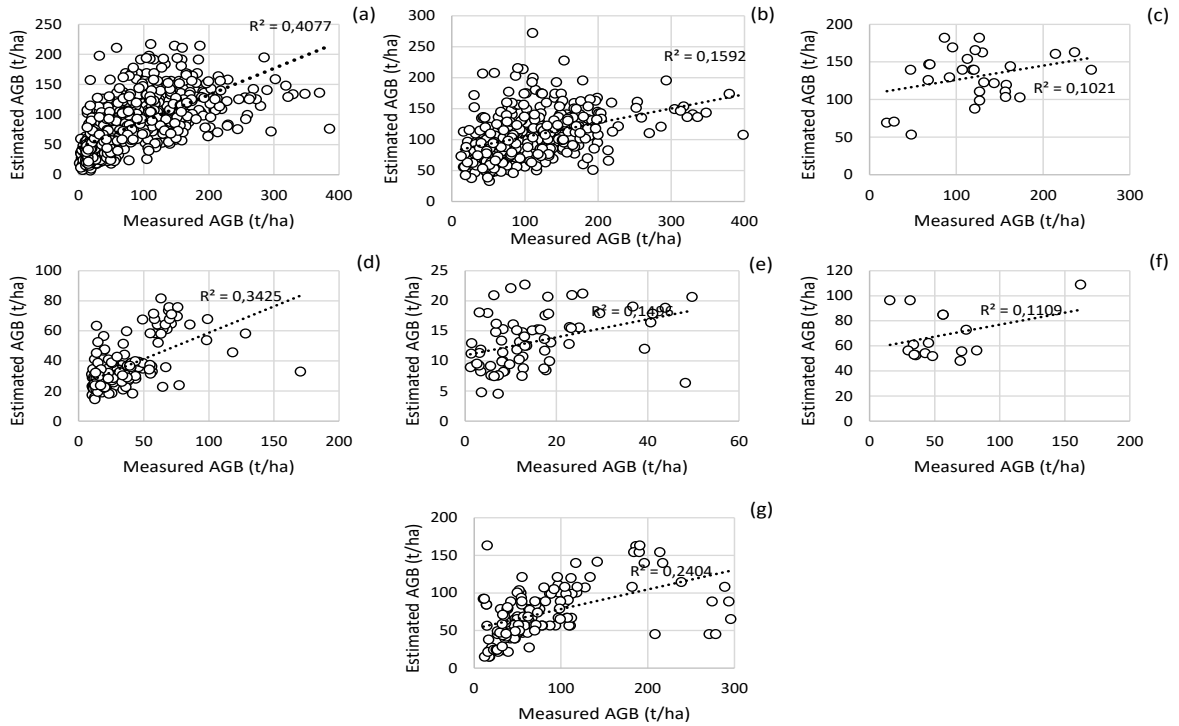 (a)
R² = 0,4077
250
200
150
100
50
0
0 100 200 300 400
Estimated AGB (t/ha)
Measured AGB (t/ha)
(b)
R² = 0,1592
300
250
200
150
100
50
0
0 100 200 300 400
Estimated AGB (t/ha)
Measured AGB (t/ha)
(c)
R² = 0,1021
200
150
100
50
0
0 100 200 300
Estimated AGB (t/ha)
Measured AGB (t/ha)
(d)
R² = 0,3425
100
80
60
40
20
0
0 50 100 150 200
Estimated AGB (t/ha)
Measured AGB (t/ha)
(e)
R² = 0,1496
25
20
15
10
5
0
0 20 40 60
Estimated AGB (t/ha)
Measured AGB (t/ha)
(f)
R² = 0,1109
120
100
80
60
40
20
0
0 50 100 150 200
Estimated AGB (t/ha)
Measured AGB (t/ha)
(g)
R² = 0,2404
200
150
100
50
0
0 100 200 300
Estimated AGB (t/ha)
Measured AGB (t/ha)